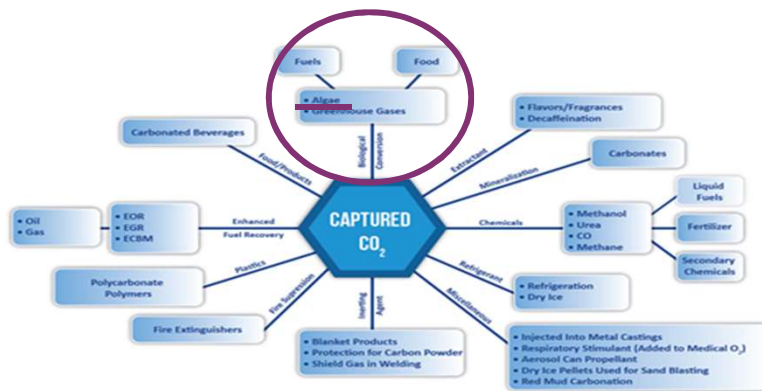 Fuels
Food
• Algae
• Greenhouse Gases
Biological
Conversion
Carbonated Beverages
Food/Products
• Flavors/Fragrances
• Decaffeination
Extractant
Carbonates
Mineralization
CAPTURED
CO₂
• Oil
• Gas
• EOR
• EGR
• ECBM
Enhanced
Fuel Recovery
Chemicals
• Methanol
• Urea
• CO
• Methane
Liquid
Fuels
Fertilizer
Secondary
Chemicals
Polycarbonate
Polymers
Plastics
Refrigerant
• Refrigeration
• Dry Ice
Fire Extinguishers
Fire Supression
Inerting
Agent
• Blanket Products
• Protection for Carbon Powder
• Shield Gas in Welding
Miscellaneous
• Injected Into Metal Castings
• Respiratory Stimulant (Added to Medical O₂)
• Aerosol Can Propellant
• Dry Ice Pellets Used for Sand Blasting
• Red Mud Carbonation